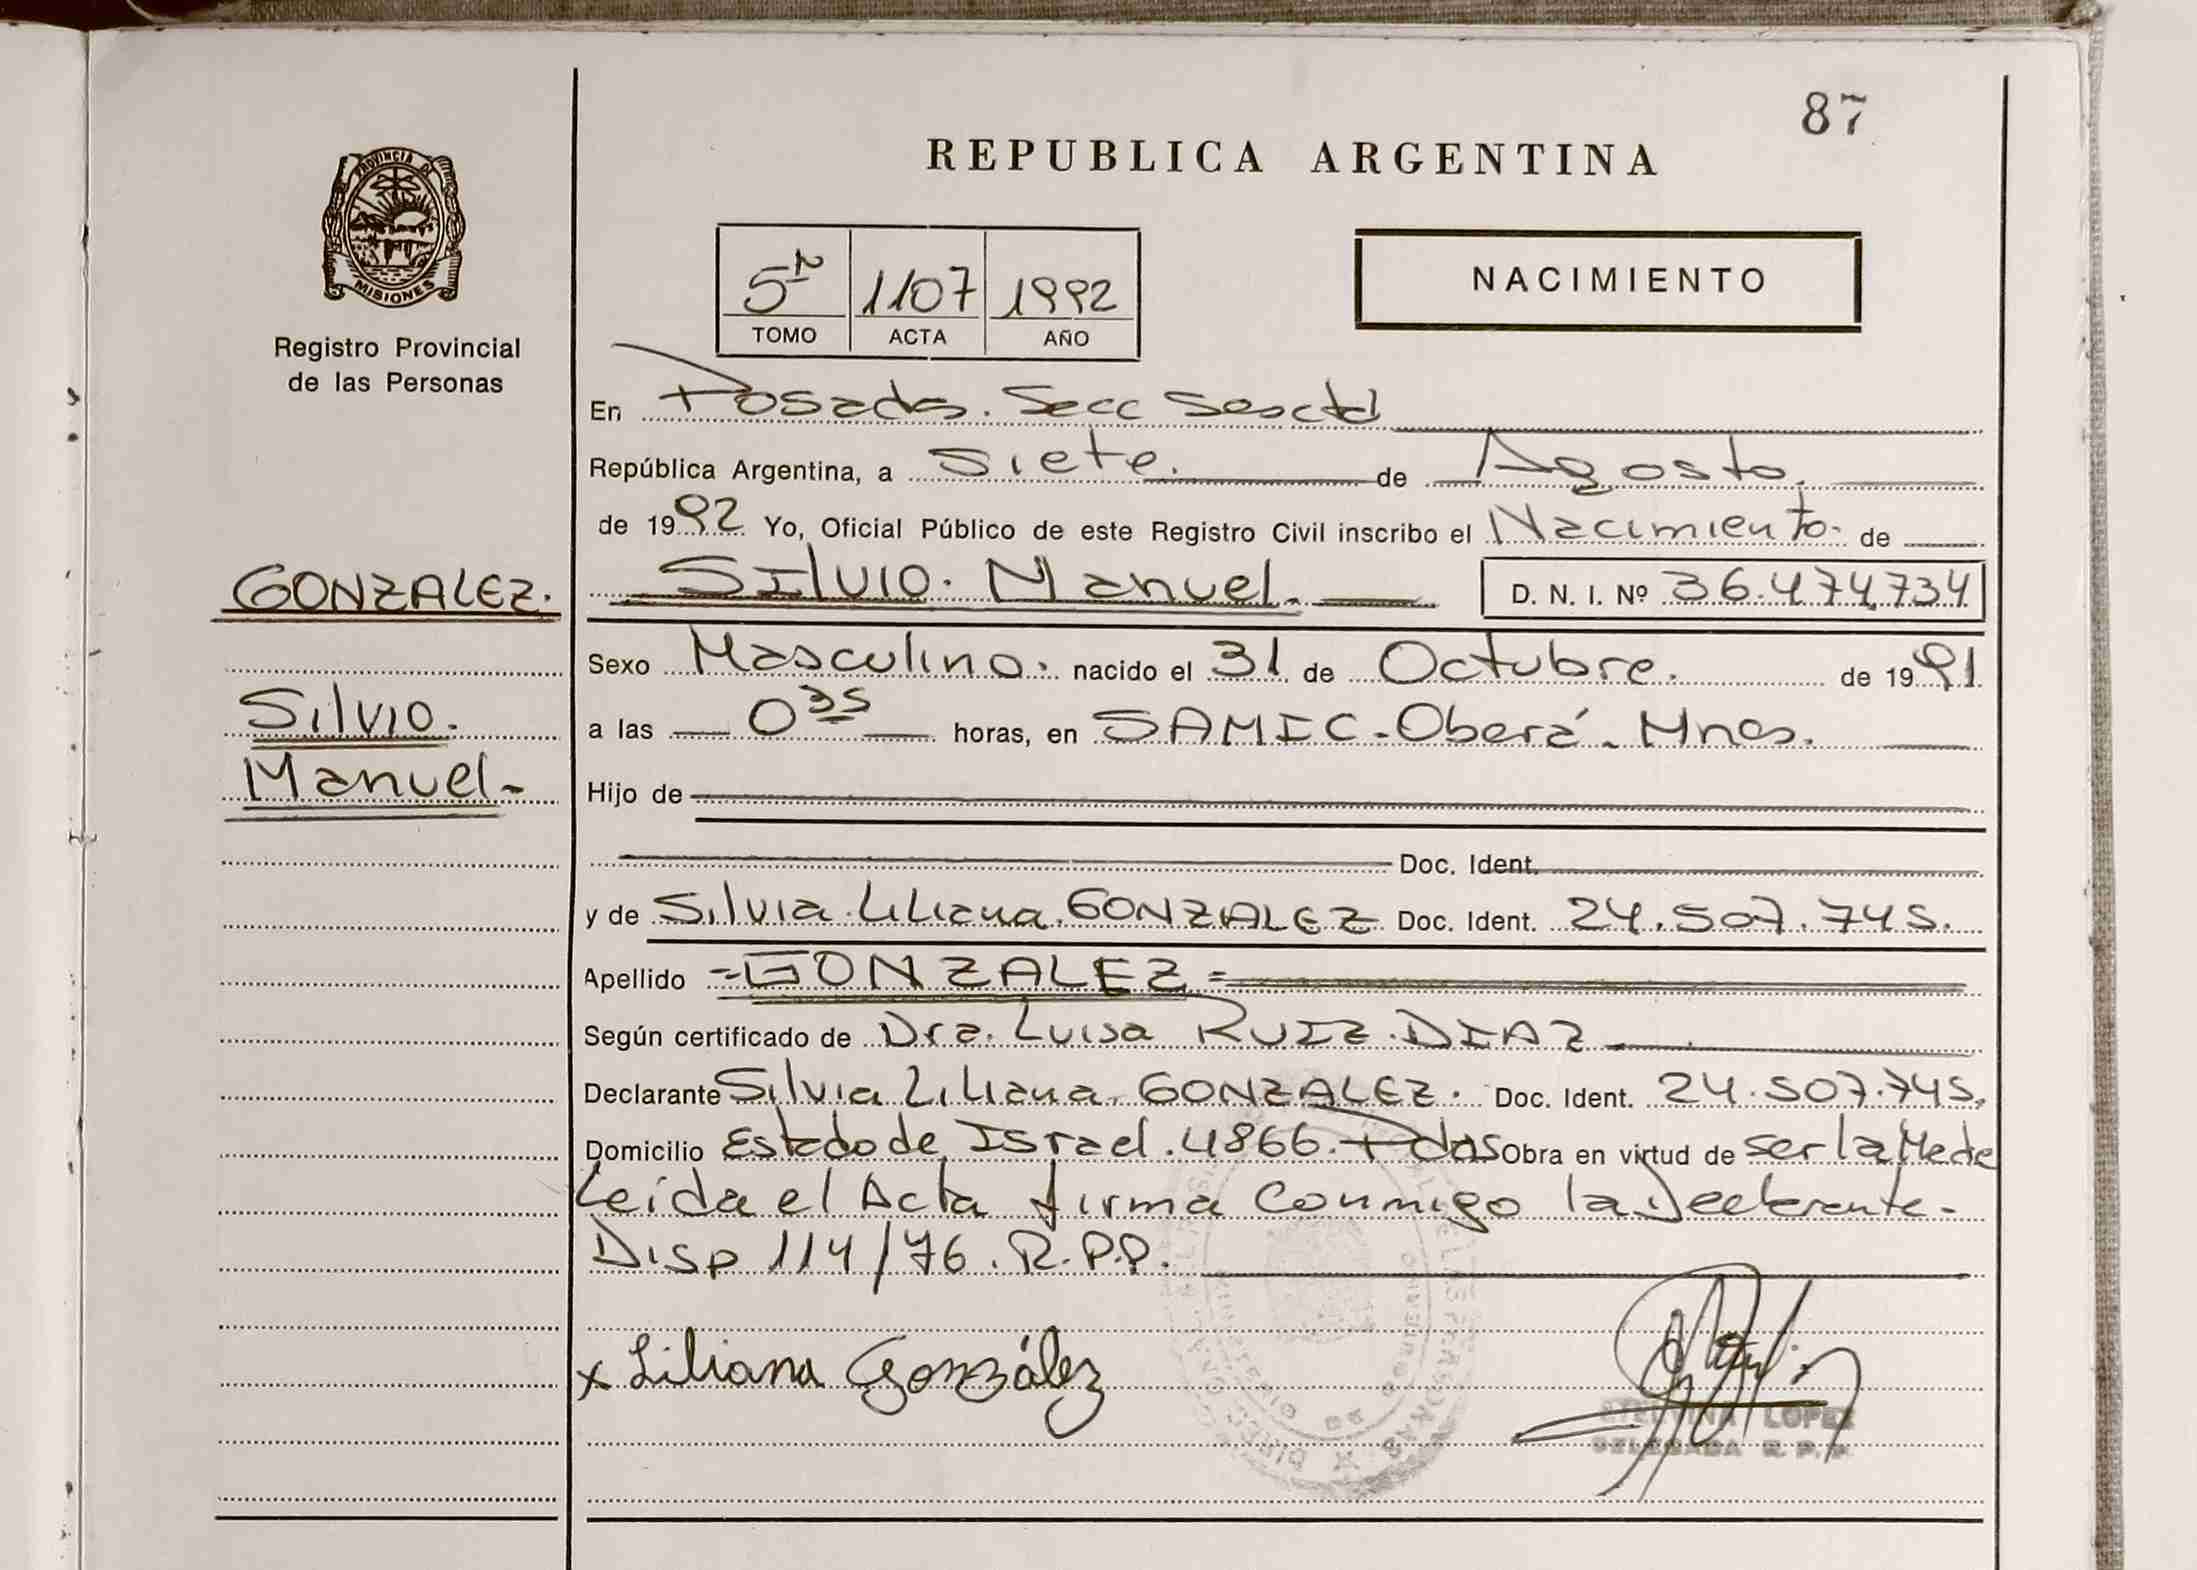 87
REPUBLICA ARGENTINA
PROVINCIA DE
MISIONES
Registro Provincial
de las Personas
5º 1107 1992
TOMO ACTA AÑO
NACIMIENTO
En Posadas. Secc Sexta
República Argentina, a Siete. de Agosto.
de 1992 Yo, Oficial Público de este Registro Civil inscribo el Nacimiento. de
GONZALEZ.
Silvio. Manuel. D. N. I. Nº 36.474.734
Sexo Masculino. nacido el 31 de Octubre. de 1991
Silvio.
a las 0 35 horas, en SAMIC - Oberá - Mnes.
Manuel-
Hijo de
Doc. Ident.
y de Silvia Liliana GONZALEZ Doc. Ident. 24.507.745.
Apellido =GONZALEZ=
Según certificado de Dra. Luisa RUIZ DIAZ
Declarante Silvia Liliana GONZALEZ. Doc. Ident. 24.507.745.
Domicilio Estado de Israel. 4866. Pdas Obra en virtud de ser la Made
Leída el Acta firma conmigo la Declarante-
Disp 114/76. R.P.P.
x Liliana González
LOPEZ
DELEGADA R. P. P.